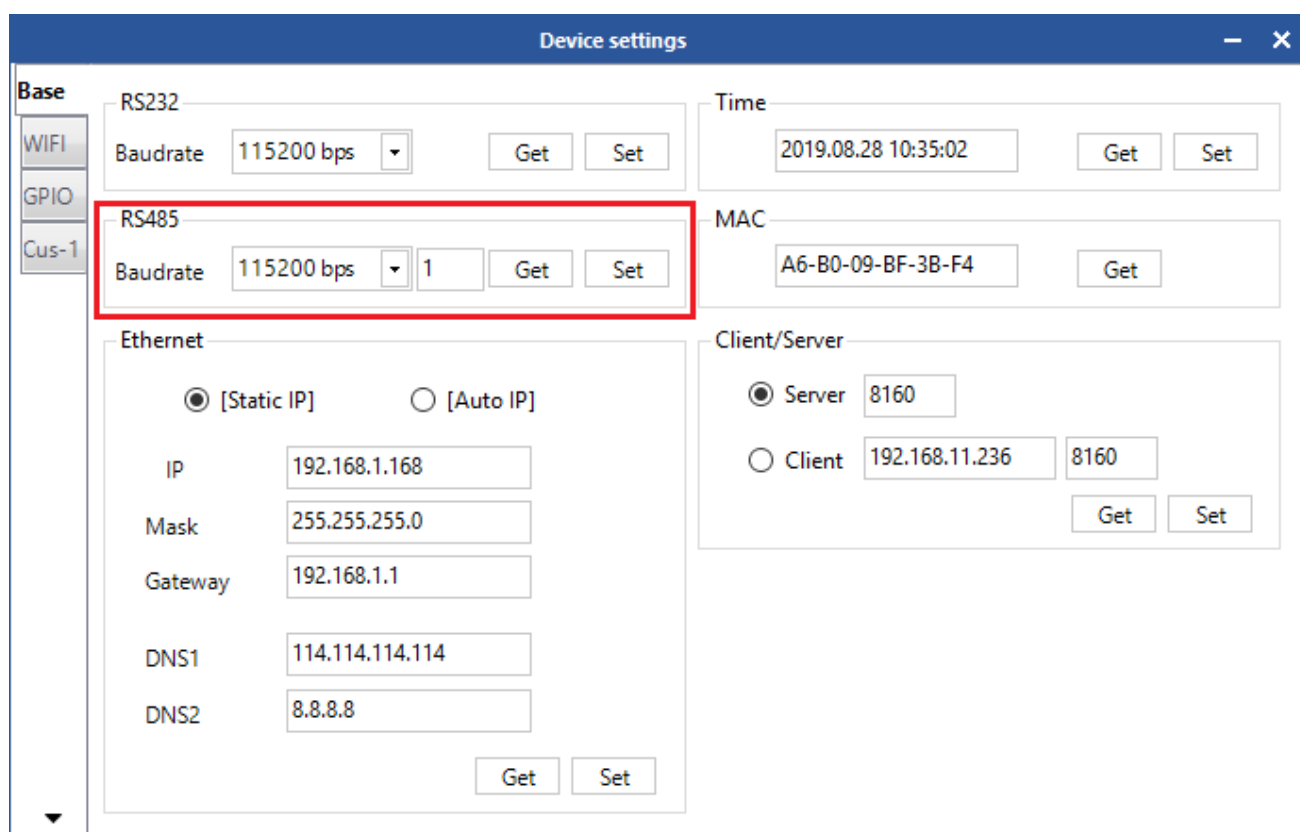 Device settings
Base
WIFI
GPIO
Cus-1
RS232
Baudrate 115200 bps Get Set
RS485
Baudrate 115200 bps 1 Get Set
Ethernet
[Static IP] [Auto IP]
IP 192.168.1.168
Mask 255.255.255.0
Gateway 192.168.1.1
DNS1 114.114.114.114
DNS2 8.8.8.8
Get Set
Time
2019.08.28 10:35:02 Get Set
MAC
A6-B0-09-BF-3B-F4 Get
Client/Server
Server 8160
Client 192.168.11.236 8160
Get Set